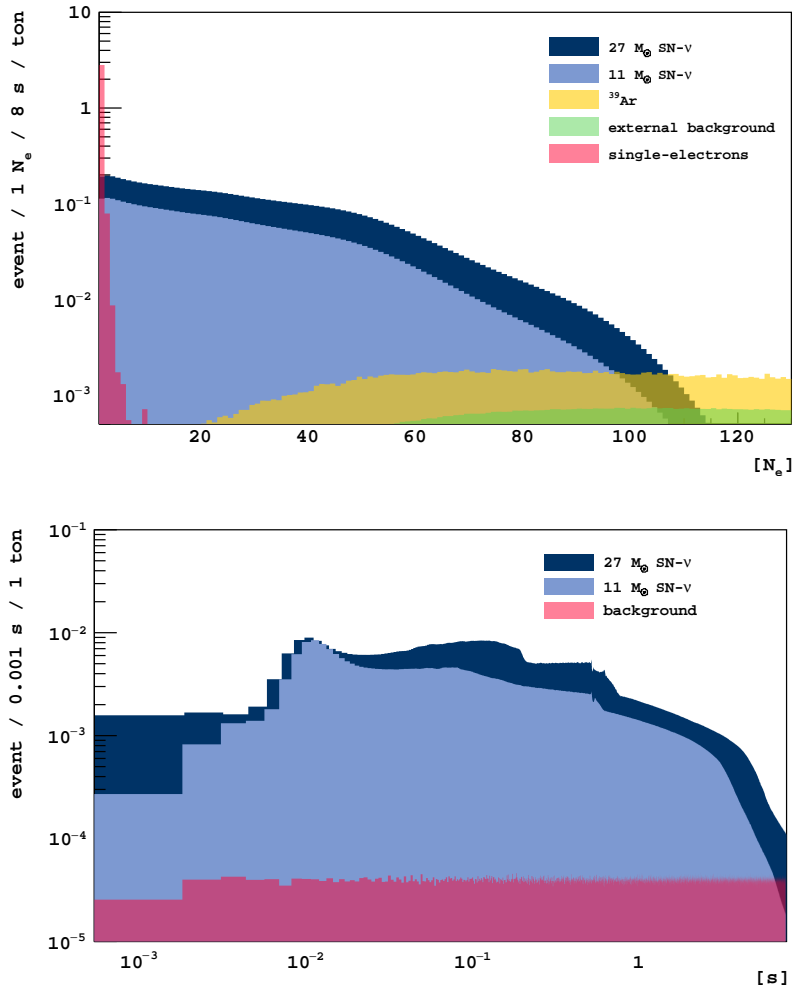 event / 1 Nₑ / 8 s / ton
10
1
10⁻¹
10⁻²
10⁻³
27 M⊙ SN-ν
11 M⊙ SN-ν
³⁹Ar
external background
single-electrons
20 40 60 80 100 120
[Nₑ]
event / 0.001 s / 1 ton
10⁻¹
10⁻²
10⁻³
10⁻⁴
10⁻⁵
27 M⊙ SN-ν
11 M⊙ SN-ν
background
10⁻³ 10⁻² 10⁻¹ 1
[s]